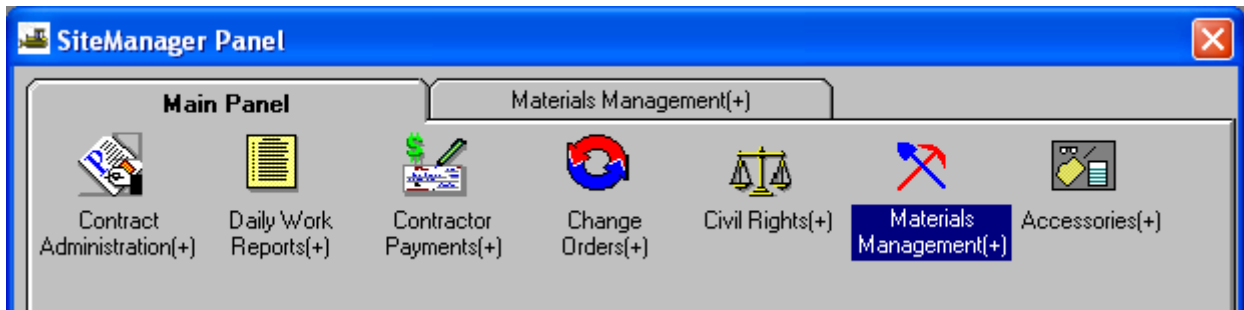 SiteManager Panel
Main Panel
Materials Management(+)
Contract
Administration(+)
Daily Work
Reports(+)
Contractor
Payments(+)
Change
Orders(+)
Civil Rights(+)
Materials
Management(+)
Accessories(+)